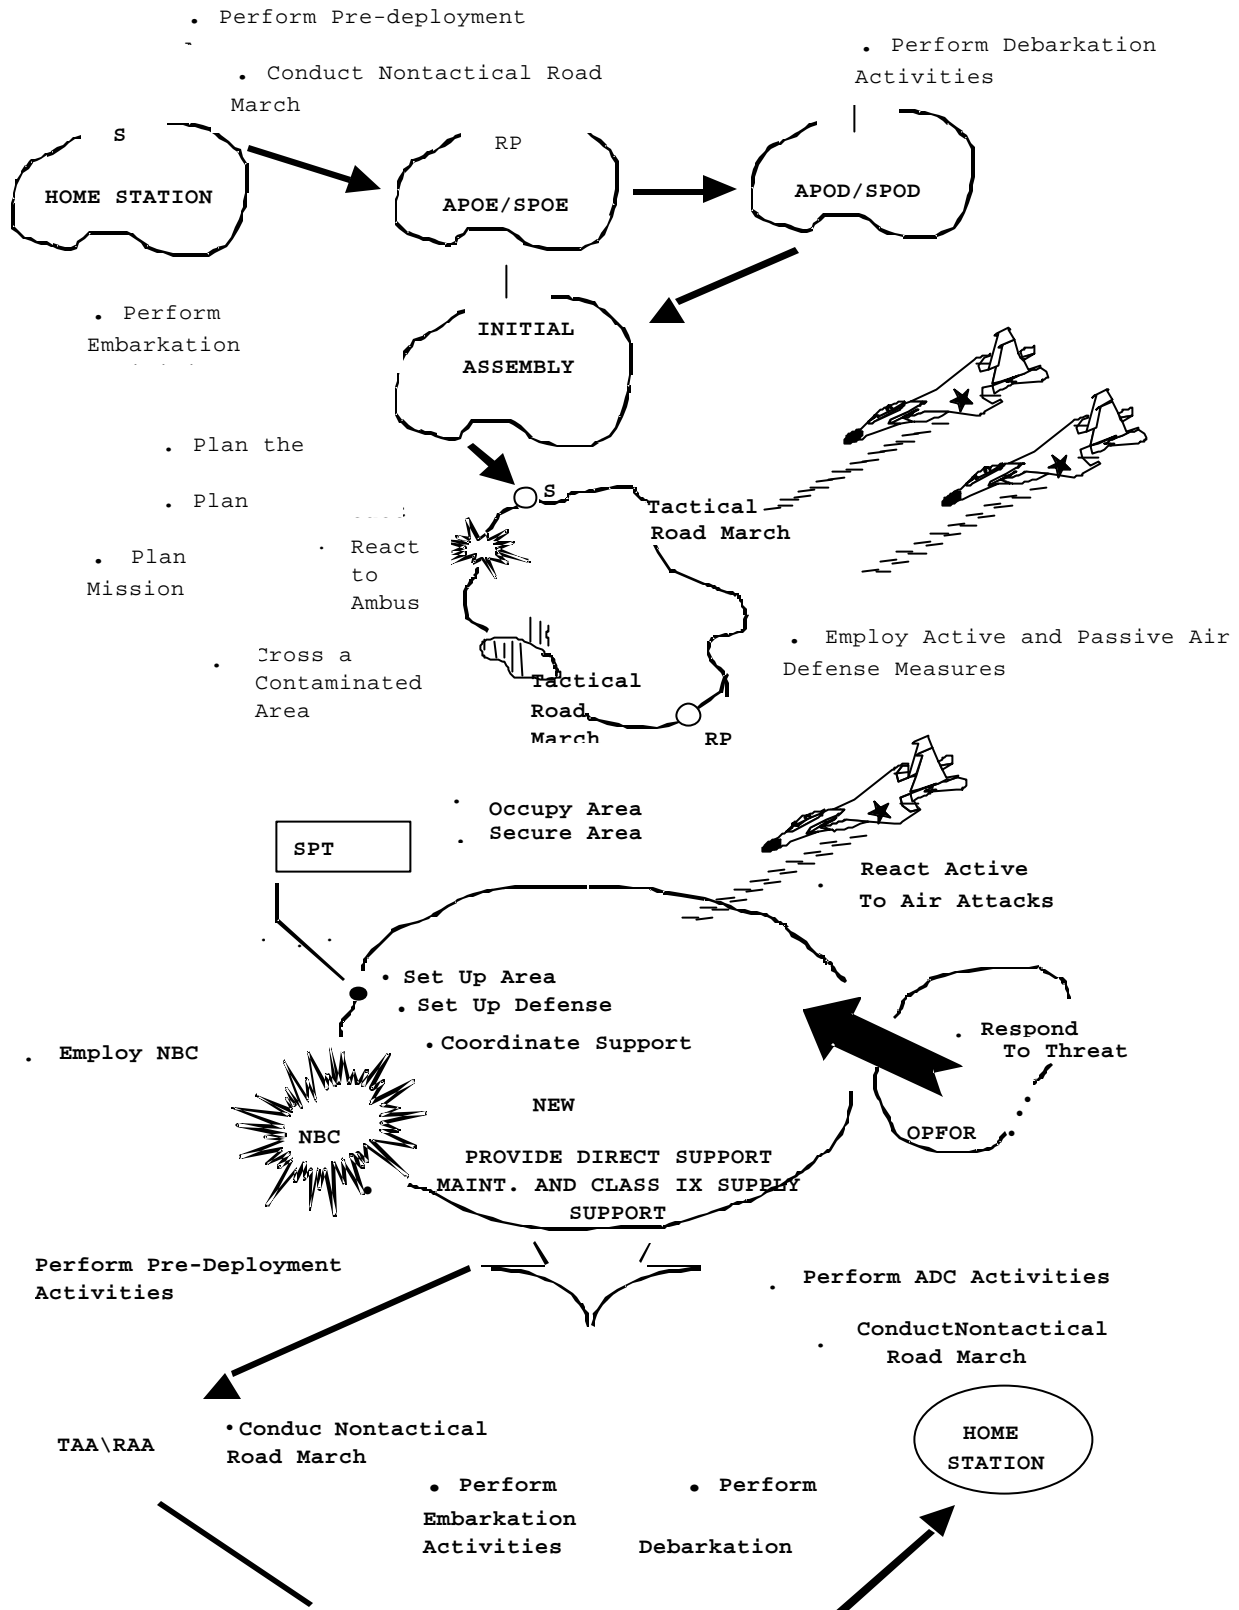 . Perform Pre-deployment
. Perform Debarkation
Activities
. Conduct Nontactical Road
March
S
HOME STATION
RP
APOE/SPOE
APOD/SPOD
. Perform
Embarkation
INITIAL
ASSEMBLY
. Plan the
. Plan
. Plan
Mission
S
Tactical
Road March
. React
to
Ambus
. Cross a
Contaminated
Area
. Employ Active and Passive Air
Defense Measures
Tactical
Road
March
RP
. Occupy Area
. Secure Area
SPT
. React Active
To Air Attacks
. Set Up Area
. Set Up Defense
. Coordinate Support
. Respond
To Threat
. Employ NBC
NEW
NBC
OPFOR
PROVIDE DIRECT SUPPORT
MAINT. AND CLASS IX SUPPLY
SUPPORT
Perform Pre-Deployment
Activities
. Perform ADC Activities
. ConductNontactical
Road March
TAA\RAA
. Conduc Nontactical
Road March
HOME
STATION
. Perform
Embarkation
Activities
. Perform
Debarkation